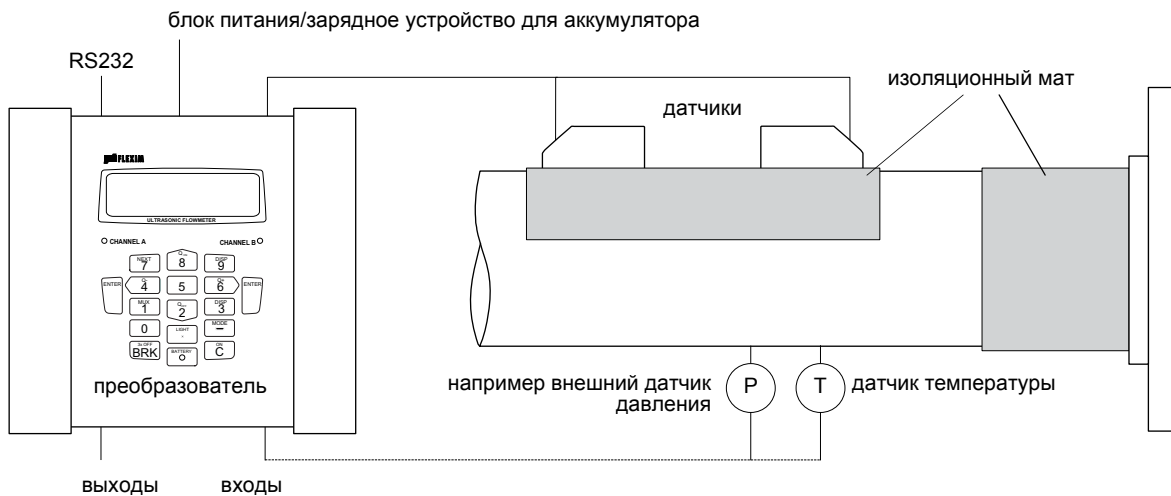 блок питания/зарядное устройство для аккумулятора
RS232
изоляционный мат
датчики
FLEXIM
ULTRASONIC FLOWMETER
CHANNEL A
CHANNEL B
NEXT
7
8
DISP
9
ENTER
4
5
6
ENTER
MUX
1
2
DISP
3
0
LIGHT
.
MODE
–
3x OFF
BRK
BATTERY
ON
C
преобразователь
например внешний датчик
давления
P
T
датчик температуры
выходы
входы